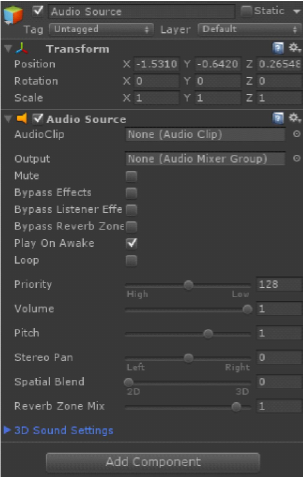 Audio Source Static
Tag Untagged Layer Default
Transform
Position X -1.5310 Y -0.6420 Z 0.26548
Rotation X 0 Y 0 Z 0
Scale X 1 Y 1 Z 1
Audio Source
AudioClip None (Audio Clip)
Output None (Audio Mixer Group)
Mute
Bypass Effects
Bypass Listener Effe
Bypass Reverb Zone
Play On Awake
Loop
Priority 128
High Low
Volume 1
Pitch 1
Stereo Pan 0
Left Right
Spatial Blend 0
2D 3D
Reverb Zone Mix 1
3D Sound Settings
Add Component